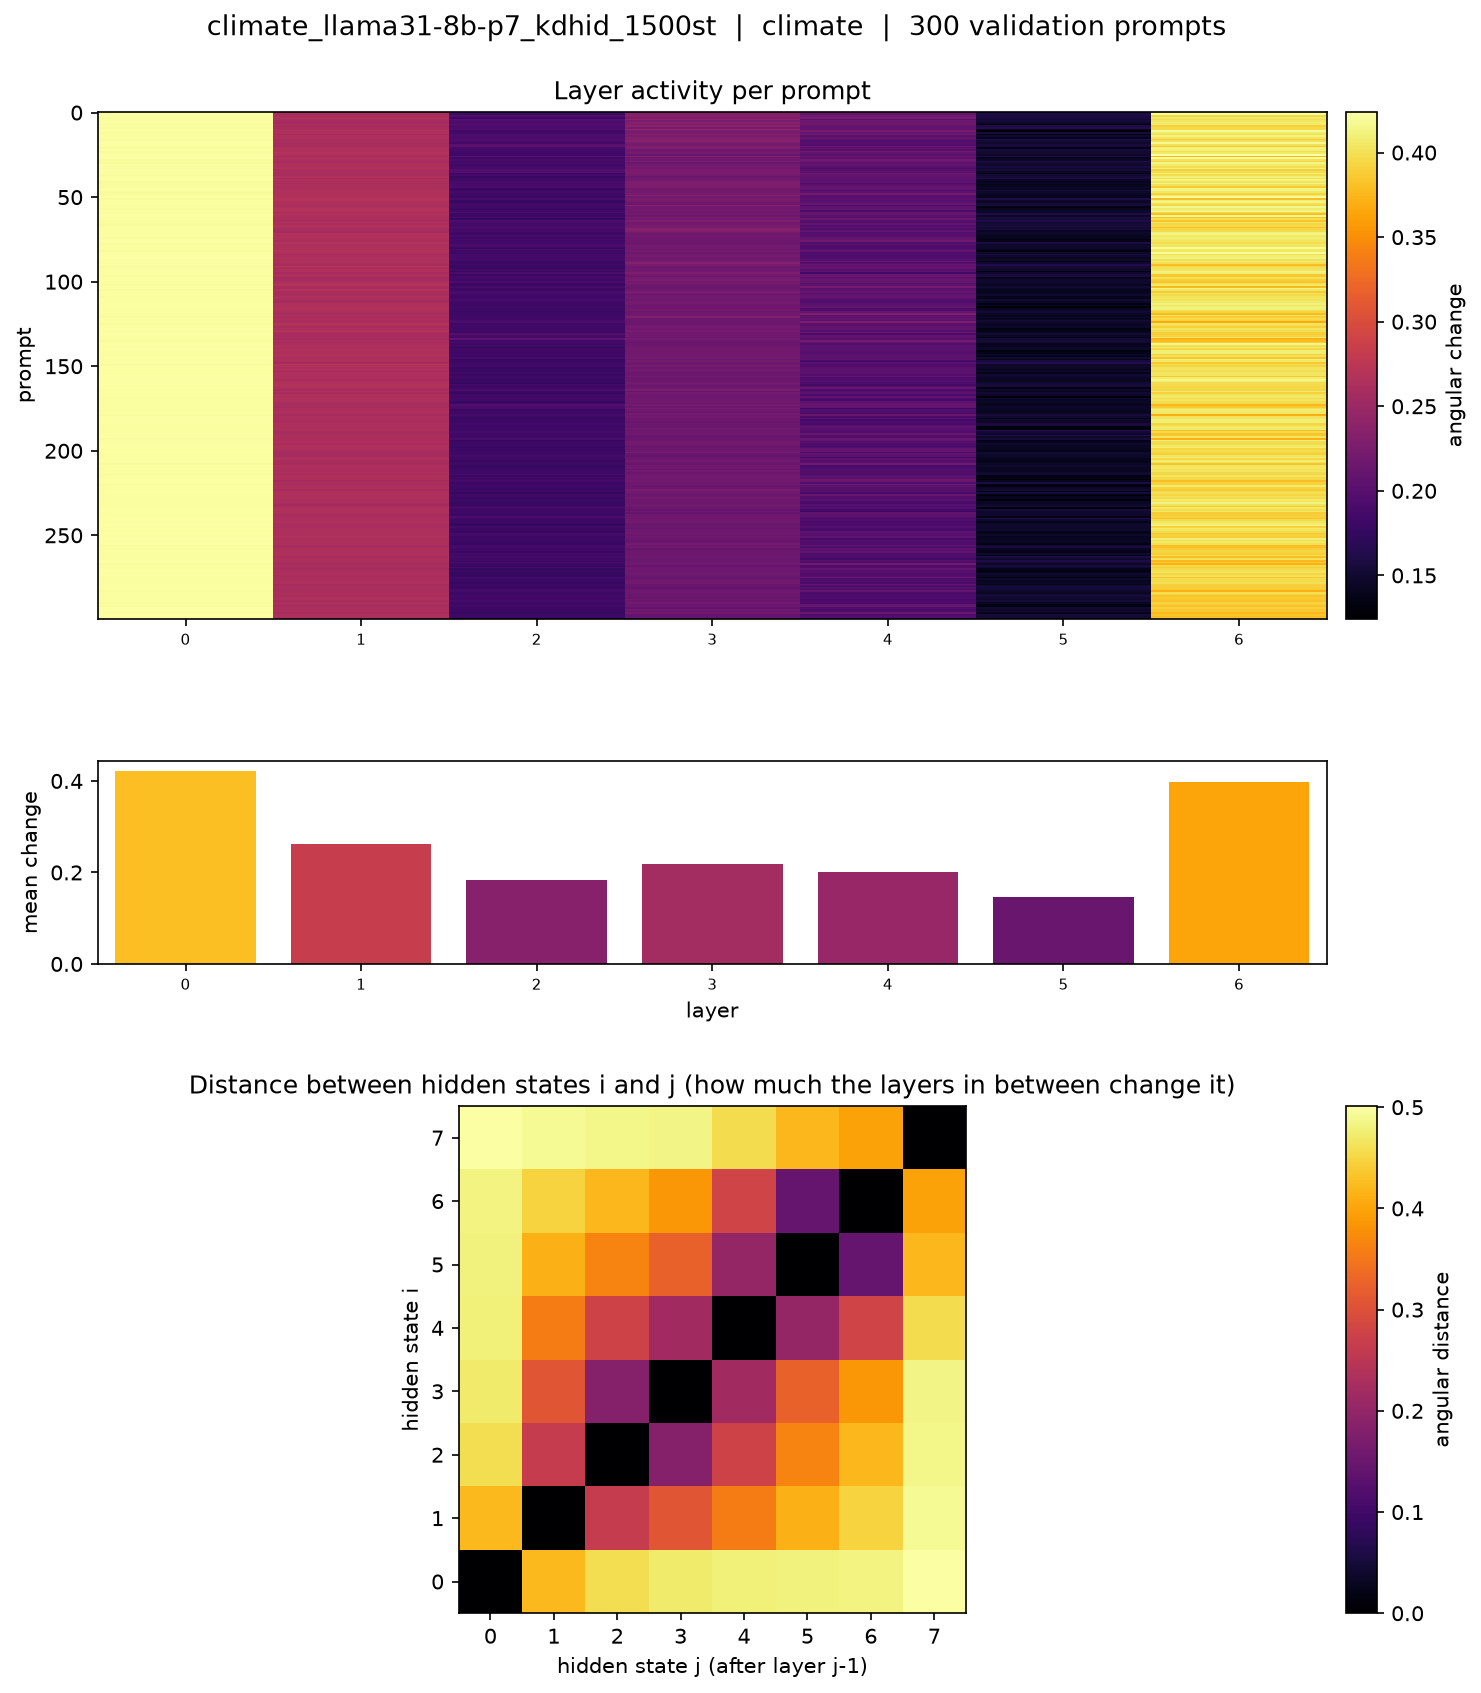 climate_llama31-8b-p7_kdhid_1500st  |  climate  |  300 validation prompts
Layer activity per prompt
prompt
0
50
100
150
200
250
0 1 2 3 4 5 6
0.40
0.35
0.30
0.25
0.20
0.15
angular change
mean change
0.4
0.2
0.0
0 1 2 3 4 5 6
layer
Distance between hidden states i and j (how much the layers in between change it)
hidden state i
7
6
5
4
3
2
1
0
0 1 2 3 4 5 6 7
hidden state j (after layer j-1)
0.5
0.4
0.3
0.2
0.1
0.0
angular distance